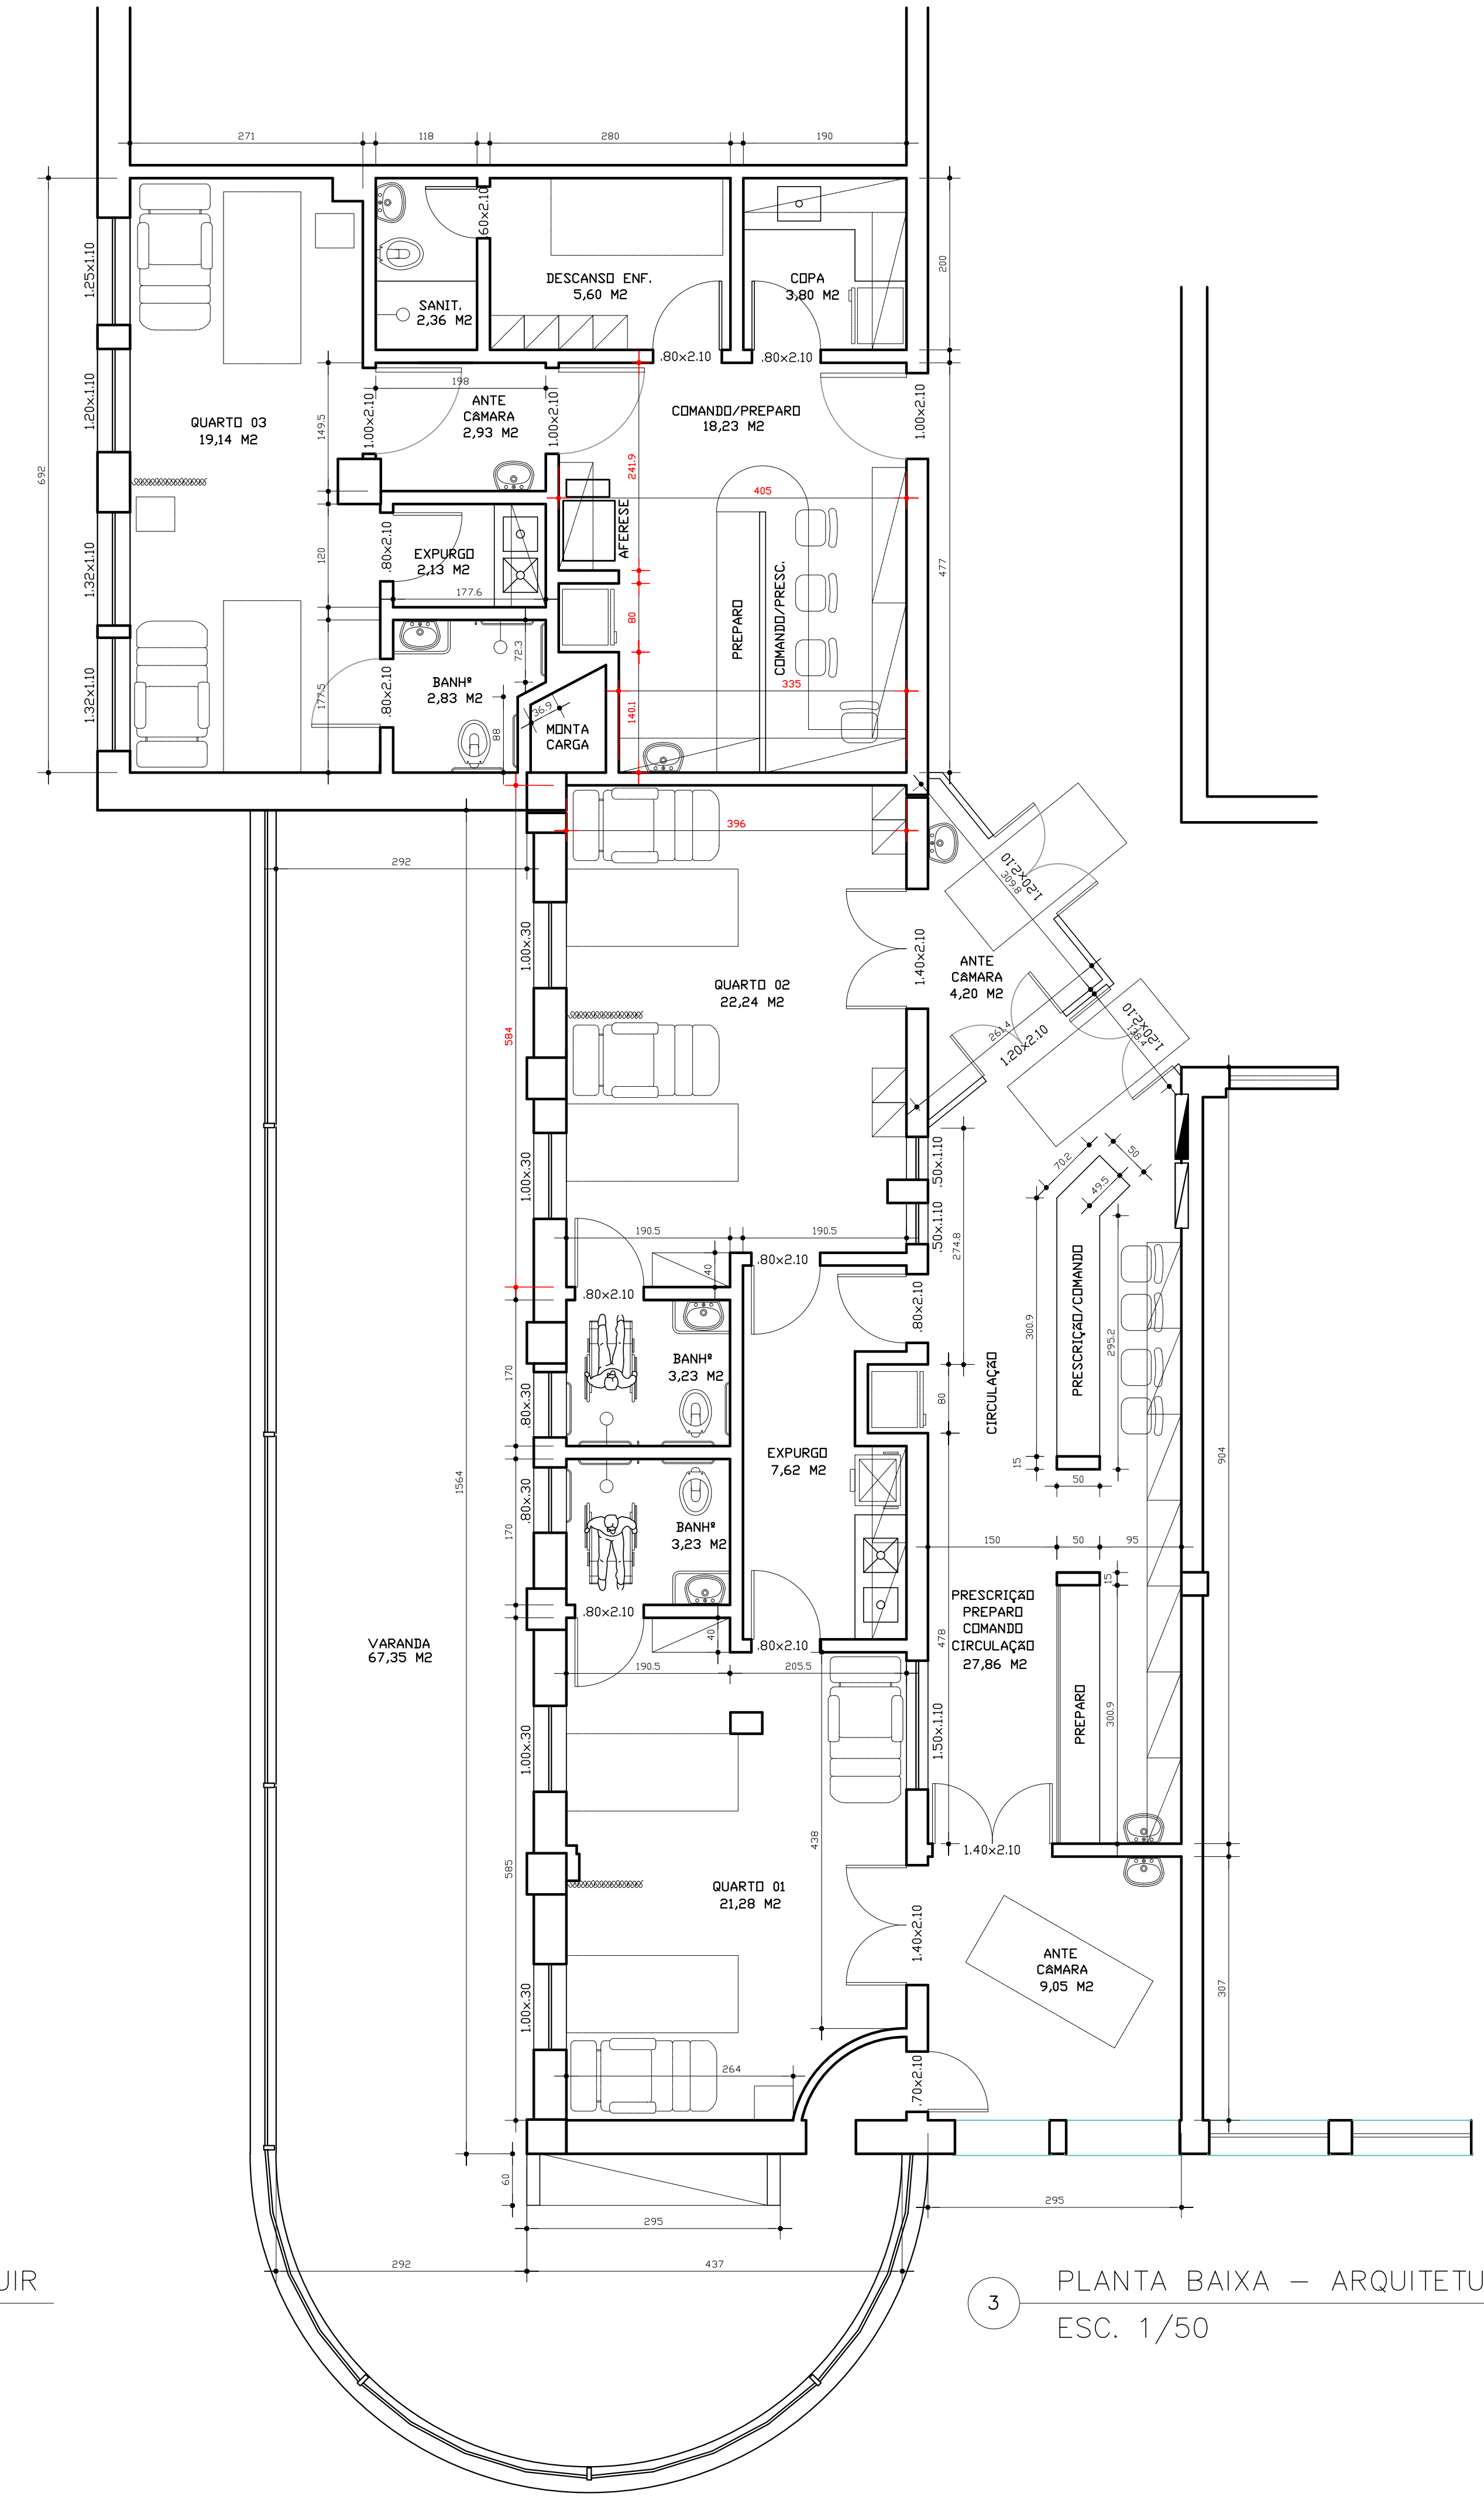 271
118
280
190
.60x2.10
1.25x1.10
DESCANSO ENF.
5,60 M2
COPA
3,80 M2
200
SANIT.
2,36 M2
.80x2.10
.80x2.10
198
ANTE
CÂMARA
2,93 M2
1.20x1.10
QUARTO 03
19,14 M2
149.5
1.00x2.10
1.00x2.10
COMANDO/PREPARO
18,23 M2
1.00x2.10
692
241.9
405
AFERESE
1.32x1.10
120
.80x2.10
EXPURGO
2,13 M2
177.6
477
80
PREPARO
COMANDO/PRESC.
72.3
1.32x1.10
177.5
.80x2.10
BANHº
2,83 M2
88
36.9
MONTA
CARGA
140.1
335
396
292
1.20x2.10
309.8
1.00x.30
1.40x2.10
ANTE
CÂMARA
4,20 M2
QUARTO 02
22,24 M2
584
261.4
1.20x2.10
1.20x2.10
138.4
1.00x.30
.50x1.10
.50x1.10
274.8
70.2
50
49.5
190.5
190.5
.80x2.10
40
.80x2.10
.80x2.10
300.9
PRESCRIÇÃO/COMANDO
295.2
170
BANHº
3,23 M2
.80x.30
80
CIRCULAÇÃO
EXPURGO
7,62 M2
15
50
904
1564
.80x.30
170
BANHº
3,23 M2
150
50
95
15
.80x2.10
40
.80x2.10
PRESCRIÇÃO
PREPARO
COMANDO
CIRCULAÇÃO
27,86 M2
478
VARANDA
67,35 M2
190.5
205.5
PREPARO
300.9
1.00x.30
1.50x1.10
438
1.40x2.10
585
QUARTO 01
21,28 M2
1.40x2.10
ANTE
CÂMARA
9,05 M2
307
1.00x.30
264
.70x2.10
60
295
295
292
437
UIR
3
PLANTA BAIXA – ARQUITETU
ESC. 1/50